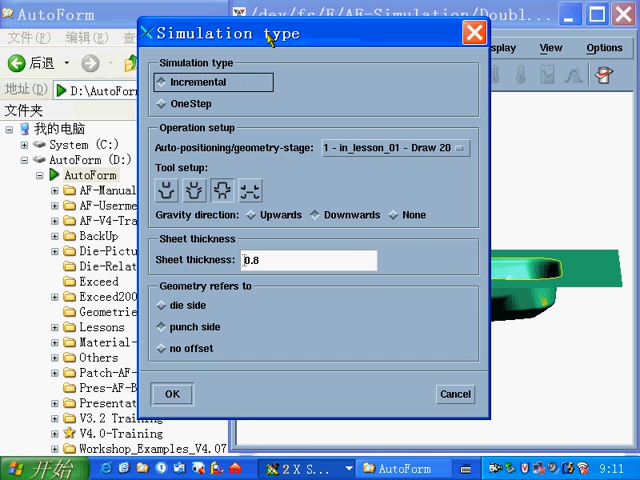 AutoForm
/dev/fs/E/AF-Simulation/Doubl...
文件(F) 编辑(E)
后退
地址(D) D:\AutoForm
文件夹
我的电脑
System (C:)
AutoForm (D:)
AutoForm
AF-Manual
AF-Userme
AF-V4-Tra
BackUp
Die-Pictu
Die-Relat
Exceed
Exceed200
Geometrie
Lessons
Material-
Others
Patch-AF-
Pres-AF-B
Presentat
V3.2 Training
V4.0-Training
Workshop_Examples_V4.07
Simulation type
Simulation type
Incremental
OneStep
Operation setup
Auto-positioning/geometry-stage: 1 - in_lesson_01 - Draw 20
Tool setup:
Gravity direction: Upwards Downwards None
Sheet thickness
Sheet thickness: 0.8
Geometry refers to
die side
punch side
no offset
OK Cancel
splay View Options
开始
2 X S...
AutoForm
9:11